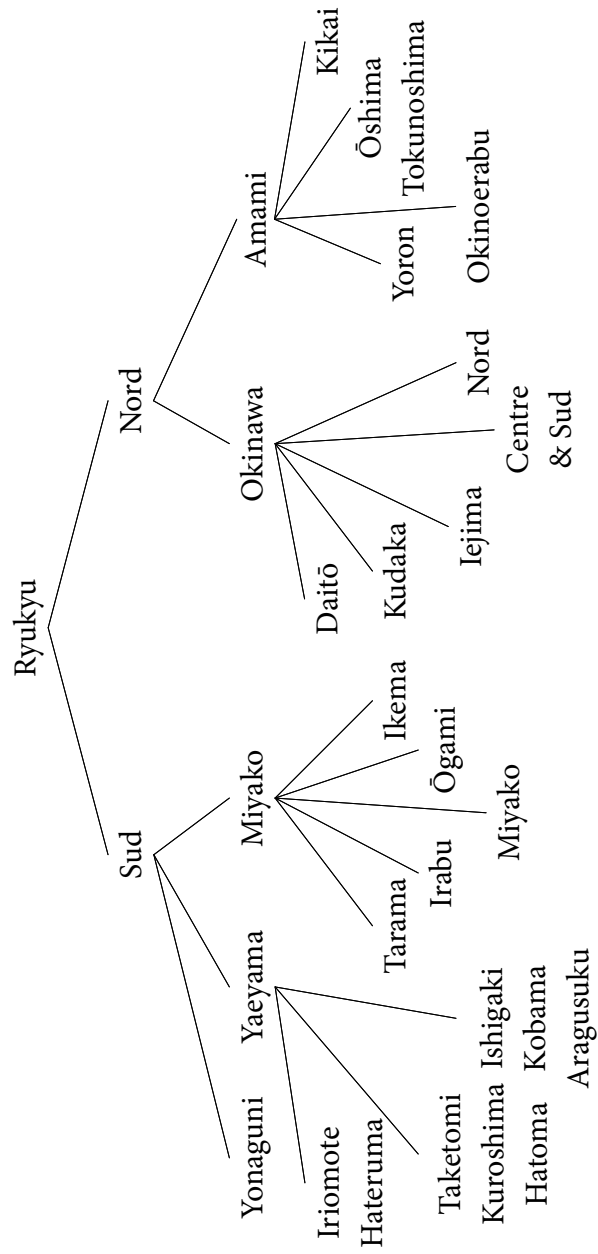 Ryukyu
Sud
Nord
Yonaguni
Yaeyama
Miyako
Okinawa
Amami
Iriomote
Hateruma
Taketomi
Kuroshima
Hatoma
Ishigaki
Kobama
Aragusuku
Tarama
Irabu
Miyako
Ōgami
Ikema
Daitō
Kudaka
Iejima
Centre
& Sud
Nord
Yoron
Okinoerabu
Ōshima
Tokunoshima
Kikai